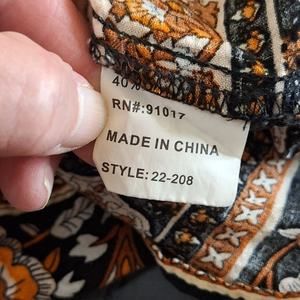 40%
RN#:91017
MADE IN CHINA
STYLE: 22-208